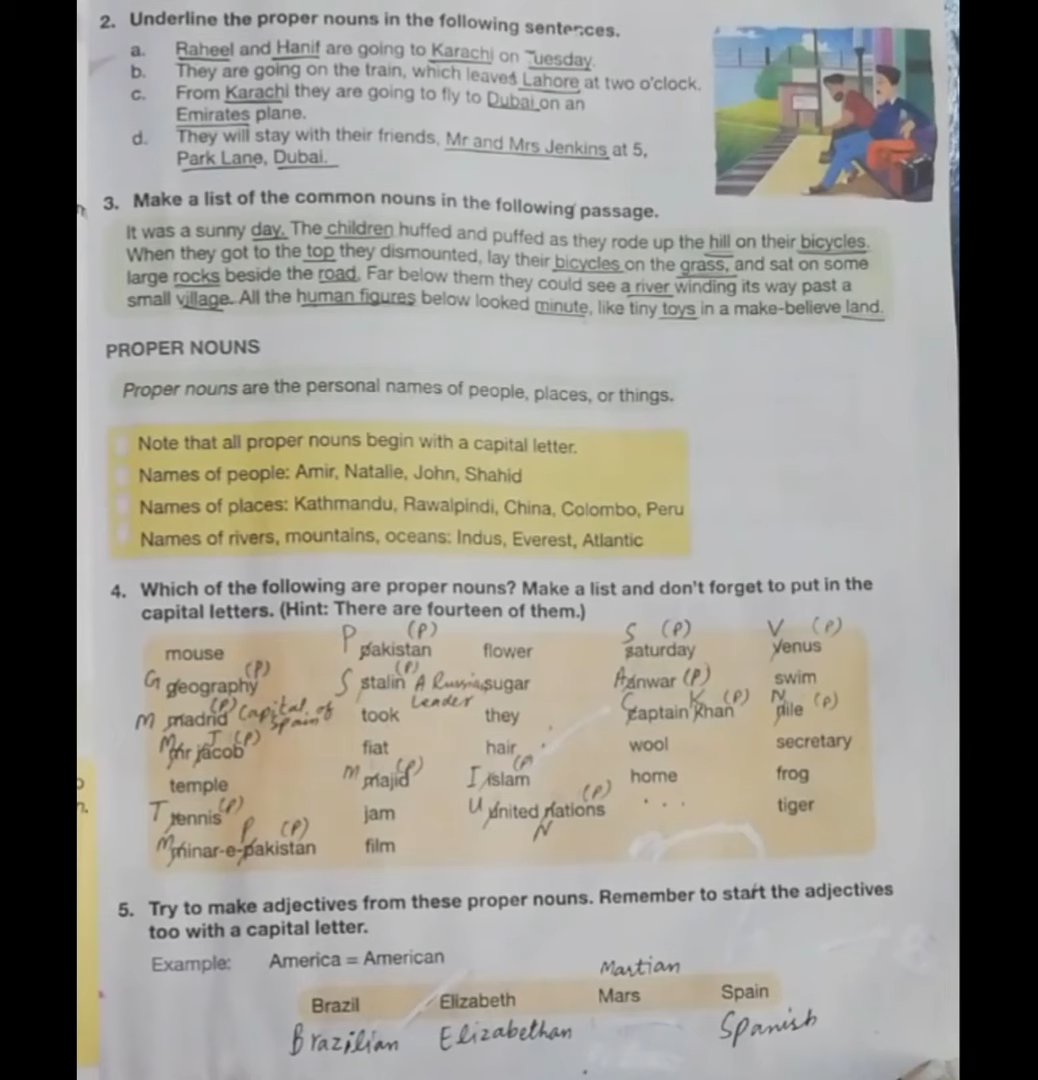 2. Underline the proper nouns in the following sentences.
a. Raheel and Hanif are going to Karachi on Tuesday.
b. They are going on the train, which leaves Lahore at two o'clock.
c. From Karachi they are going to fly to Dubai on an
Emirates plane.
d. They will stay with their friends, Mr and Mrs Jenkins at 5,
Park Lane, Dubai.
3. Make a list of the common nouns in the following passage.
It was a sunny day. The children huffed and puffed as they rode up the hill on their bicycles.
When they got to the top they dismounted, lay their bicycles on the grass, and sat on some
large rocks beside the road. Far below them they could see a river winding its way past a
small village. All the human figures below looked minute, like tiny toys in a make-believe land.
PROPER NOUNS
Proper nouns are the personal names of people, places, or things.
Note that all proper nouns begin with a capital letter.
Names of people: Amir, Natalie, John, Shahid
Names of places: Kathmandu, Rawalpindi, China, Colombo, Peru
Names of rivers, mountains, oceans: Indus, Everest, Atlantic
4. Which of the following are proper nouns? Make a list and don't forget to put in the
capital letters. (Hint: There are fourteen of them.)
P (P) S (P) V (P)
mouse pakistan flower saturday venus
G geography (P) S stalin (P) A Russia sugar A anwar (P) swim
M madrid (P) Capital of Spain took Leader they C captain K khan (P) N nile (P)
M mr J jacob (P) fiat hair wool secretary
temple M majid (P) I islam (P) home frog
T tennis (P) jam U united N nations (P) tiger
M minar-e-P pakistan (P) film
5. Try to make adjectives from these proper nouns. Remember to start the adjectives
too with a capital letter.
Example: America = American
Martian
Brazil Elizabeth Mars Spain
Brazilian Elizabethan Spanish